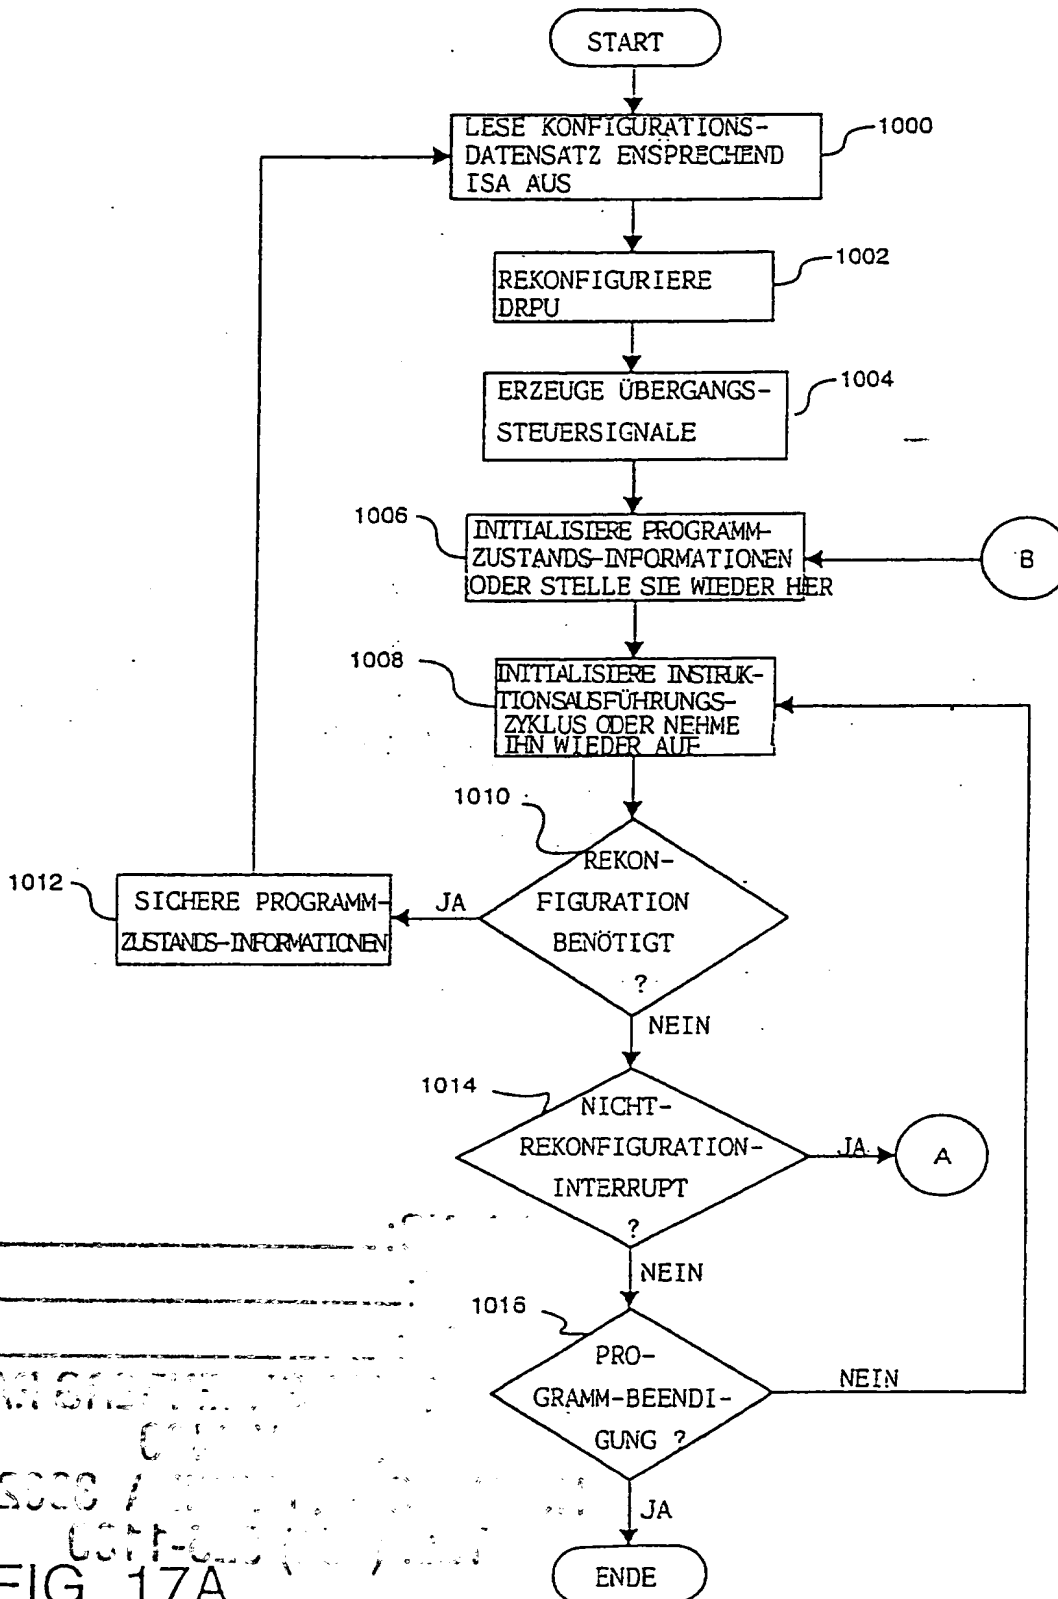 START
LESE KONFIGURATIONS-
DATENSATZ ENSPRECHEND
ISA AUS
1000
REKONFIGURIERE
DRPU
1002
ERZEUGE ÜBERGANGS-
STEUERSIGNALE
1004
1006
INITIALISIERE PROGRAMM-
ZUSTANDS-INFORMATIONEN
ODER STELLE SIE WIEDER HER
B
1008
INITIALISIERE INSTRUK-
TIONSAUSFÜHRUNGS-
ZYKLUS ODER NEHME
IHN WIEDER AUF
1010
REKON-
FIGURATION
BENÖTIGT
?
JA
1012
SICHERE PROGRAMM-
ZUSTANDS-INFORMATIONEN
NEIN
1014
NICHT-
REKONFIGURATION-
INTERRUPT
?
JA
A
NEIN
1016
PRO-
GRAMM-BEENDI-
GUNG ?
NEIN
JA
ENDE
FIG. 17A